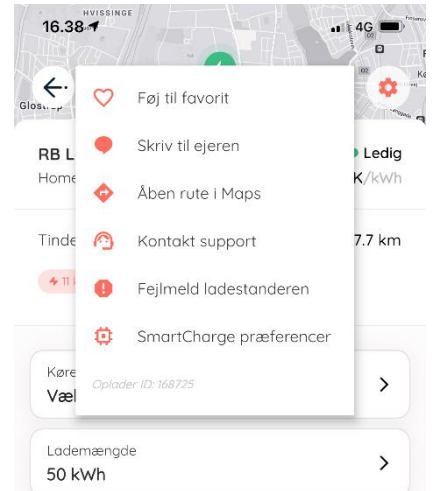 HVISSINGE
16.38
4G
Føj til favorit
Skriv til ejeren
RB L
Ledig
Home
K/kWh
Åben rute i Maps
Tinde
Kontakt support
7.7 km
11
Fejlmeld ladestanderen
SmartCharge præferencer
Køre
Væl
Oplader ID: 168725
Lademængde
50 kWh